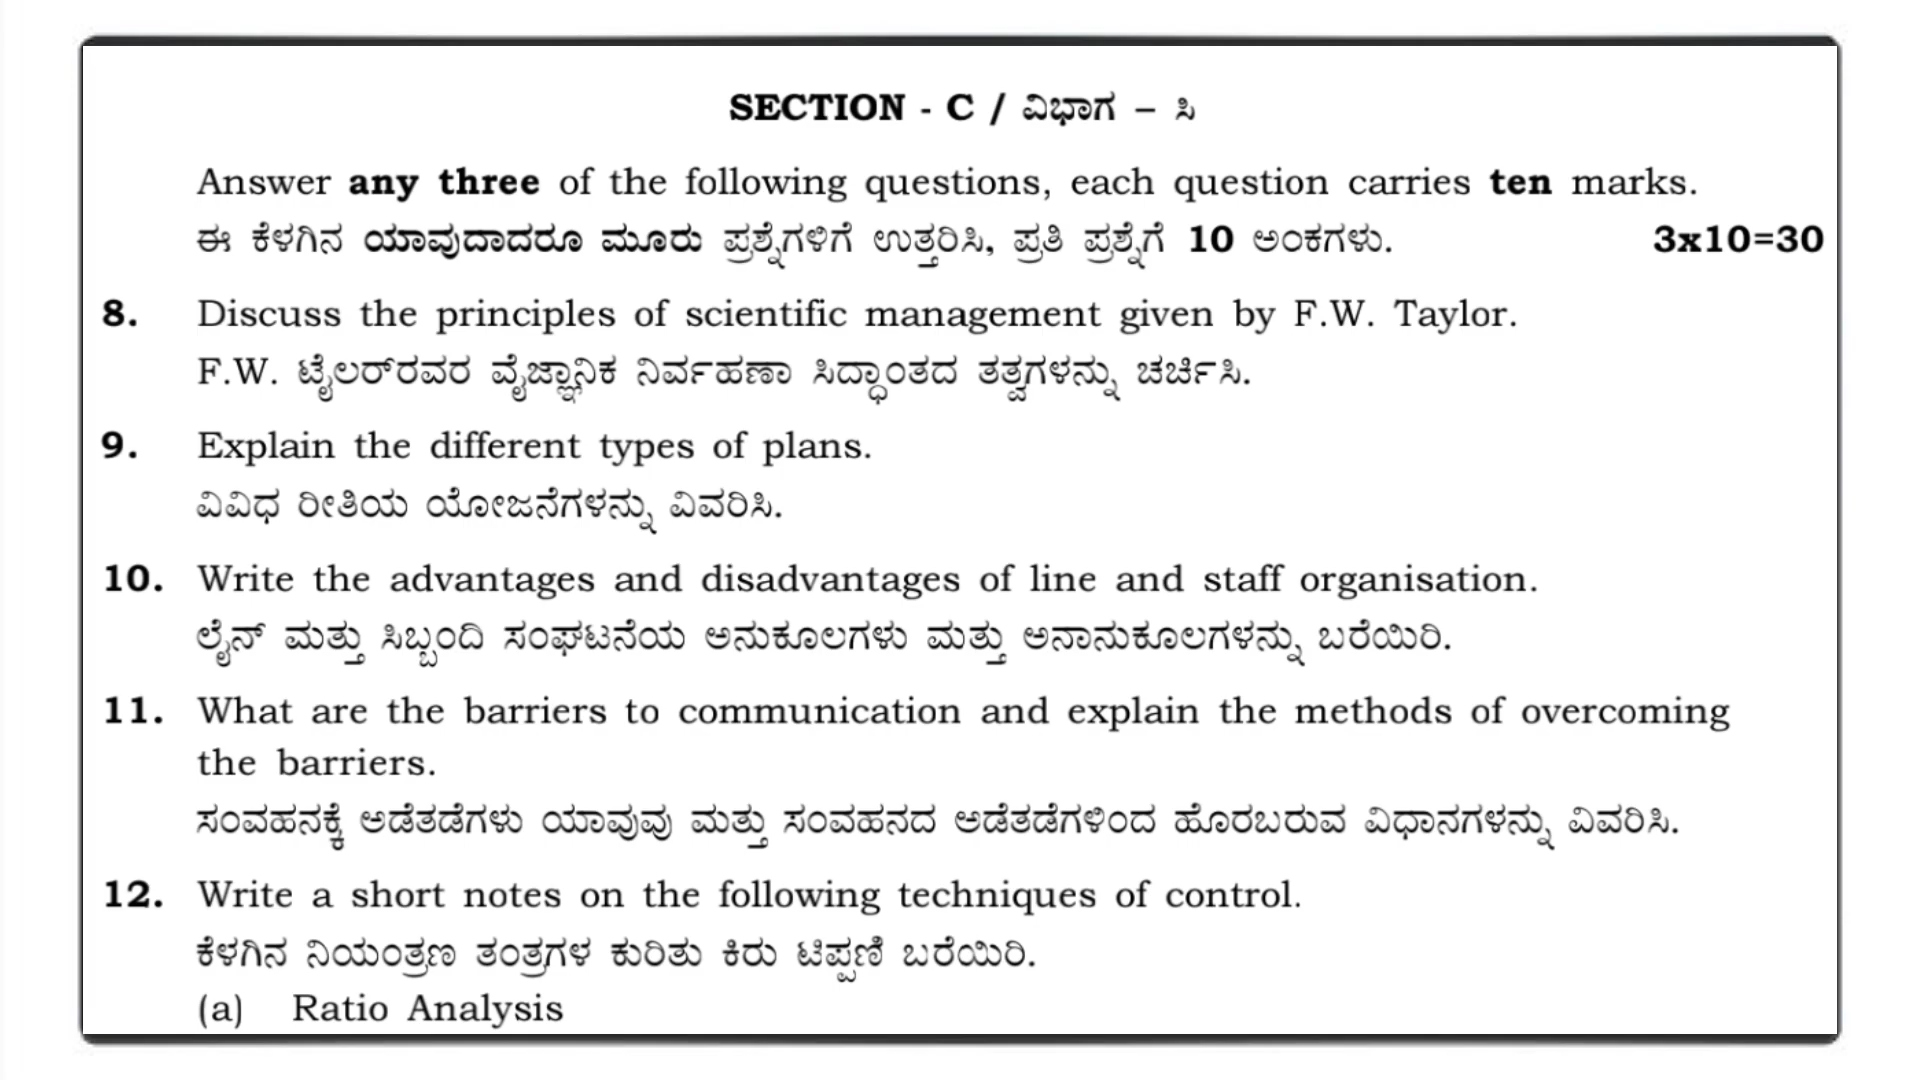 SECTION - C / ವಿಭಾಗ – ಸಿ
Answer any three of the following questions, each question carries ten marks.
ಈ ಕೆಳಗಿನ ಯಾವುದಾದರೂ ಮೂರು ಪ್ರಶ್ನೆಗಳಿಗೆ ಉತ್ತರಿಸಿ, ಪ್ರತಿ ಪ್ರಶ್ನೆಗೆ 10 ಅಂಕಗಳು. 3x10=30
8. Discuss the principles of scientific management given by F.W. Taylor.
F.W. ಟೈಲರ್‌ರವರ ವೈಜ್ಞಾನಿಕ ನಿರ್ವಹಣಾ ಸಿದ್ಧಾಂತದ ತತ್ವಗಳನ್ನು ಚರ್ಚಿಸಿ.
9. Explain the different types of plans.
ವಿವಿಧ ರೀತಿಯ ಯೋಜನೆಗಳನ್ನು ವಿವರಿಸಿ.
10. Write the advantages and disadvantages of line and staff organisation.
ಲೈನ್ ಮತ್ತು ಸಿಬ್ಬಂದಿ ಸಂಘಟನೆಯ ಅನುಕೂಲಗಳು ಮತ್ತು ಅನಾನುಕೂಲಗಳನ್ನು ಬರೆಯಿರಿ.
11. What are the barriers to communication and explain the methods of overcoming
the barriers.
ಸಂವಹನಕ್ಕೆ ಅಡೆತಡೆಗಳು ಯಾವುವು ಮತ್ತು ಸಂವಹನದ ಅಡೆತಡೆಗಳಿಂದ ಹೊರಬರುವ ವಿಧಾನಗಳನ್ನು ವಿವರಿಸಿ.
12. Write a short notes on the following techniques of control.
ಕೆಳಗಿನ ನಿಯಂತ್ರಣ ತಂತ್ರಗಳ ಕುರಿತು ಕಿರು ಟಿಪ್ಪಣಿ ಬರೆಯಿರಿ.
(a) Ratio Analysis